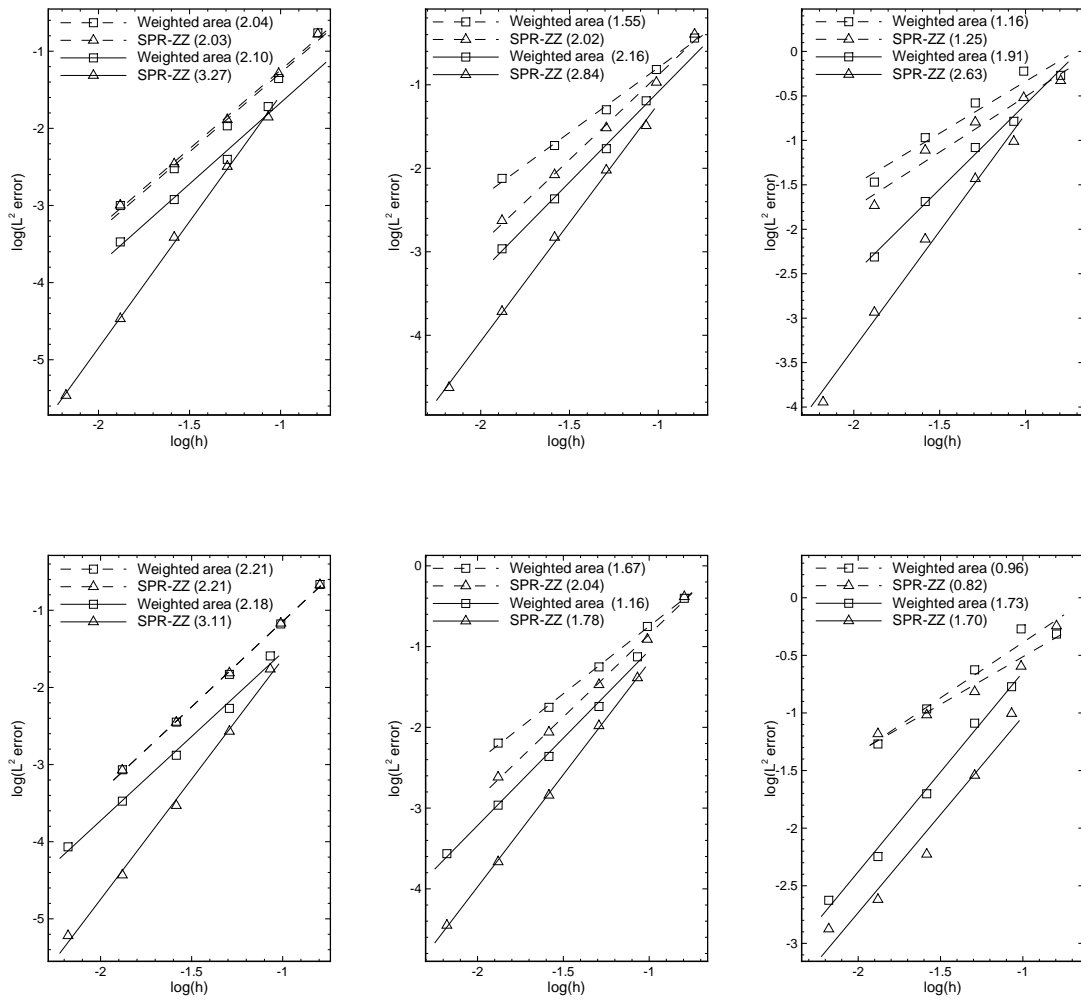 Weighted area (2.04)
SPR-ZZ (2.03)
Weighted area (2.10)
SPR-ZZ (3.27)
-1
-2
-3
-4
-5
log(L² error)
-2
-1.5
-1
log(h)
Weighted area (1.55)
SPR-ZZ (2.02)
Weighted area (2.16)
SPR-ZZ (2.84)
0
-1
-2
-3
-4
log(L² error)
-2
-1.5
-1
log(h)
Weighted area (1.16)
SPR-ZZ (1.25)
Weighted area (1.91)
SPR-ZZ (2.63)
0
-0.5
-1
-1.5
-2
-2.5
-3
-3.5
-4
log(L² error)
-2
-1.5
-1
log(h)
Weighted area (2.21)
SPR-ZZ (2.21)
Weighted area (2.18)
SPR-ZZ (3.11)
-1
-2
-3
-4
-5
log(L² error)
-2
-1.5
-1
log(h)
Weighted area (1.67)
SPR-ZZ (2.04)
Weighted area (1.16)
SPR-ZZ (1.78)
0
-1
-2
-3
-4
log(L² error)
-2
-1.5
-1
log(h)
Weighted area (0.96)
SPR-ZZ (0.82)
Weighted area (1.73)
SPR-ZZ (1.70)
0
-0.5
-1
-1.5
-2
-2.5
-3
log(L² error)
-2
-1.5
-1
log(h)